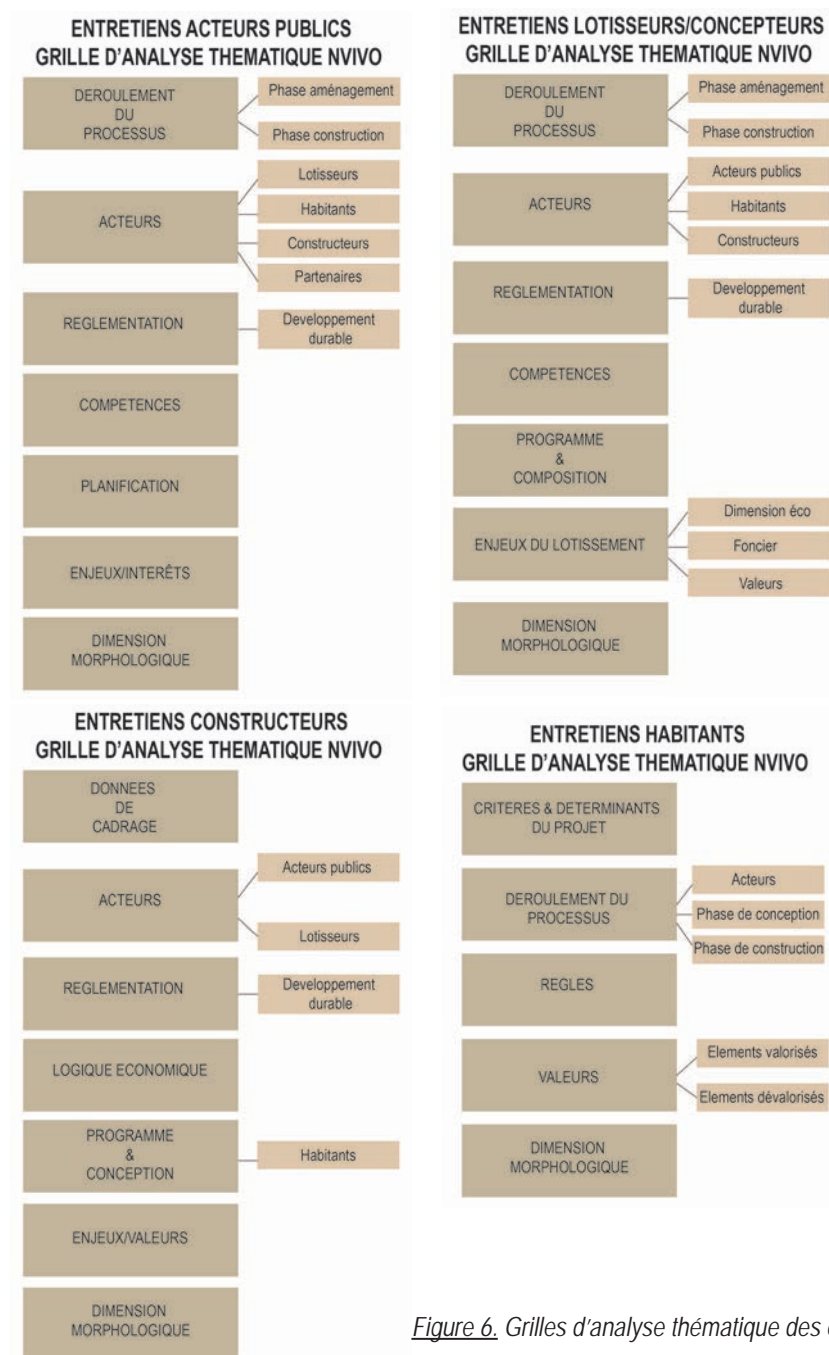 ENTRETIENS ACTEURS PUBLICS
GRILLE D'ANALYSE THEMATIQUE NVIVO
DEROULEMENT
DU
PROCESSUS
Phase aménagement
Phase construction
ACTEURS
Lotisseurs
Habitants
Constructeurs
Partenaires
REGLEMENTATION
Developpement
durable
COMPETENCES
PLANIFICATION
ENJEUX/INTERÊTS
DIMENSION
MORPHOLOGIQUE
ENTRETIENS LOTISSEURS/CONCEPTEURS
GRILLE D'ANALYSE THEMATIQUE NVIVO
DEROULEMENT
DU
PROCESSUS
Phase aménagement
Phase construction
ACTEURS
Acteurs publics
Habitants
Constructeurs
REGLEMENTATION
Developpement
durable
COMPETENCES
PROGRAMME
&
COMPOSITION
ENJEUX DU LOTISSEMENT
Dimension éco
Foncier
Valeurs
DIMENSION
MORPHOLOGIQUE
ENTRETIENS CONSTRUCTEURS
GRILLE D'ANALYSE THEMATIQUE NVIVO
DONNEES
DE
CADRAGE
ACTEURS
Acteurs publics
Lotisseurs
REGLEMENTATION
Developpement
durable
LOGIQUE ECONOMIQUE
PROGRAMME
&
CONCEPTION
Habitants
ENJEUX/VALEURS
DIMENSION
MORPHOLOGIQUE
ENTRETIENS HABITANTS
GRILLE D'ANALYSE THEMATIQUE NVIVO
CRITERES & DETERMINANTS
DU PROJET
DEROULEMENT DU
PROCESSUS
Acteurs
Phase de conception
Phase de construction
REGLES
VALEURS
Elements valorisés
Elements dévalorisés
DIMENSION
MORPHOLOGIQUE
Figure 6. Grilles d'analyse thématique des